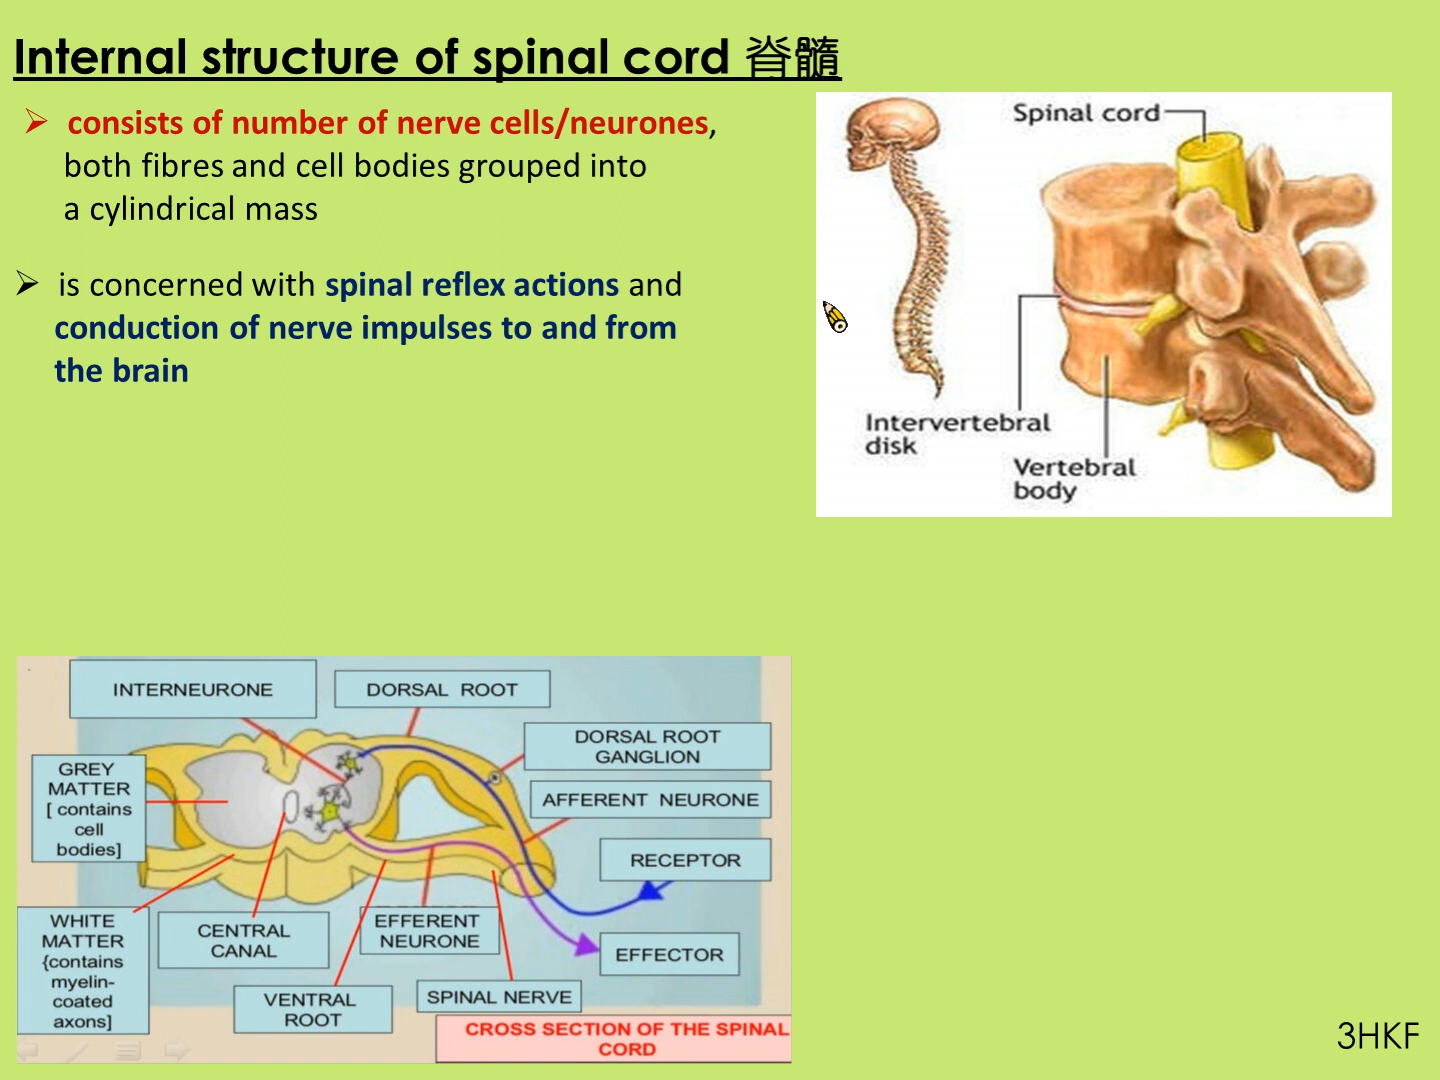 Internal structure of spinal cord 脊髓
consists of number of nerve cells/neurones,
both fibres and cell bodies grouped into
a cylindrical mass
is concerned with spinal reflex actions and
conduction of nerve impulses to and from
the brain
Spinal cord
Intervertebral
disk
Vertebral
body
INTERNEURONE
DORSAL ROOT
DORSAL ROOT
GANGLION
GREY
MATTER
[ contains
cell
bodies]
AFFERENT NEURONE
RECEPTOR
WHITE
MATTER
{contains
myelin-
coated
axons]
CENTRAL
CANAL
EFFERENT
NEURONE
EFFECTOR
VENTRAL
ROOT
SPINAL NERVE
CROSS SECTION OF THE SPINAL
CORD
3HKF